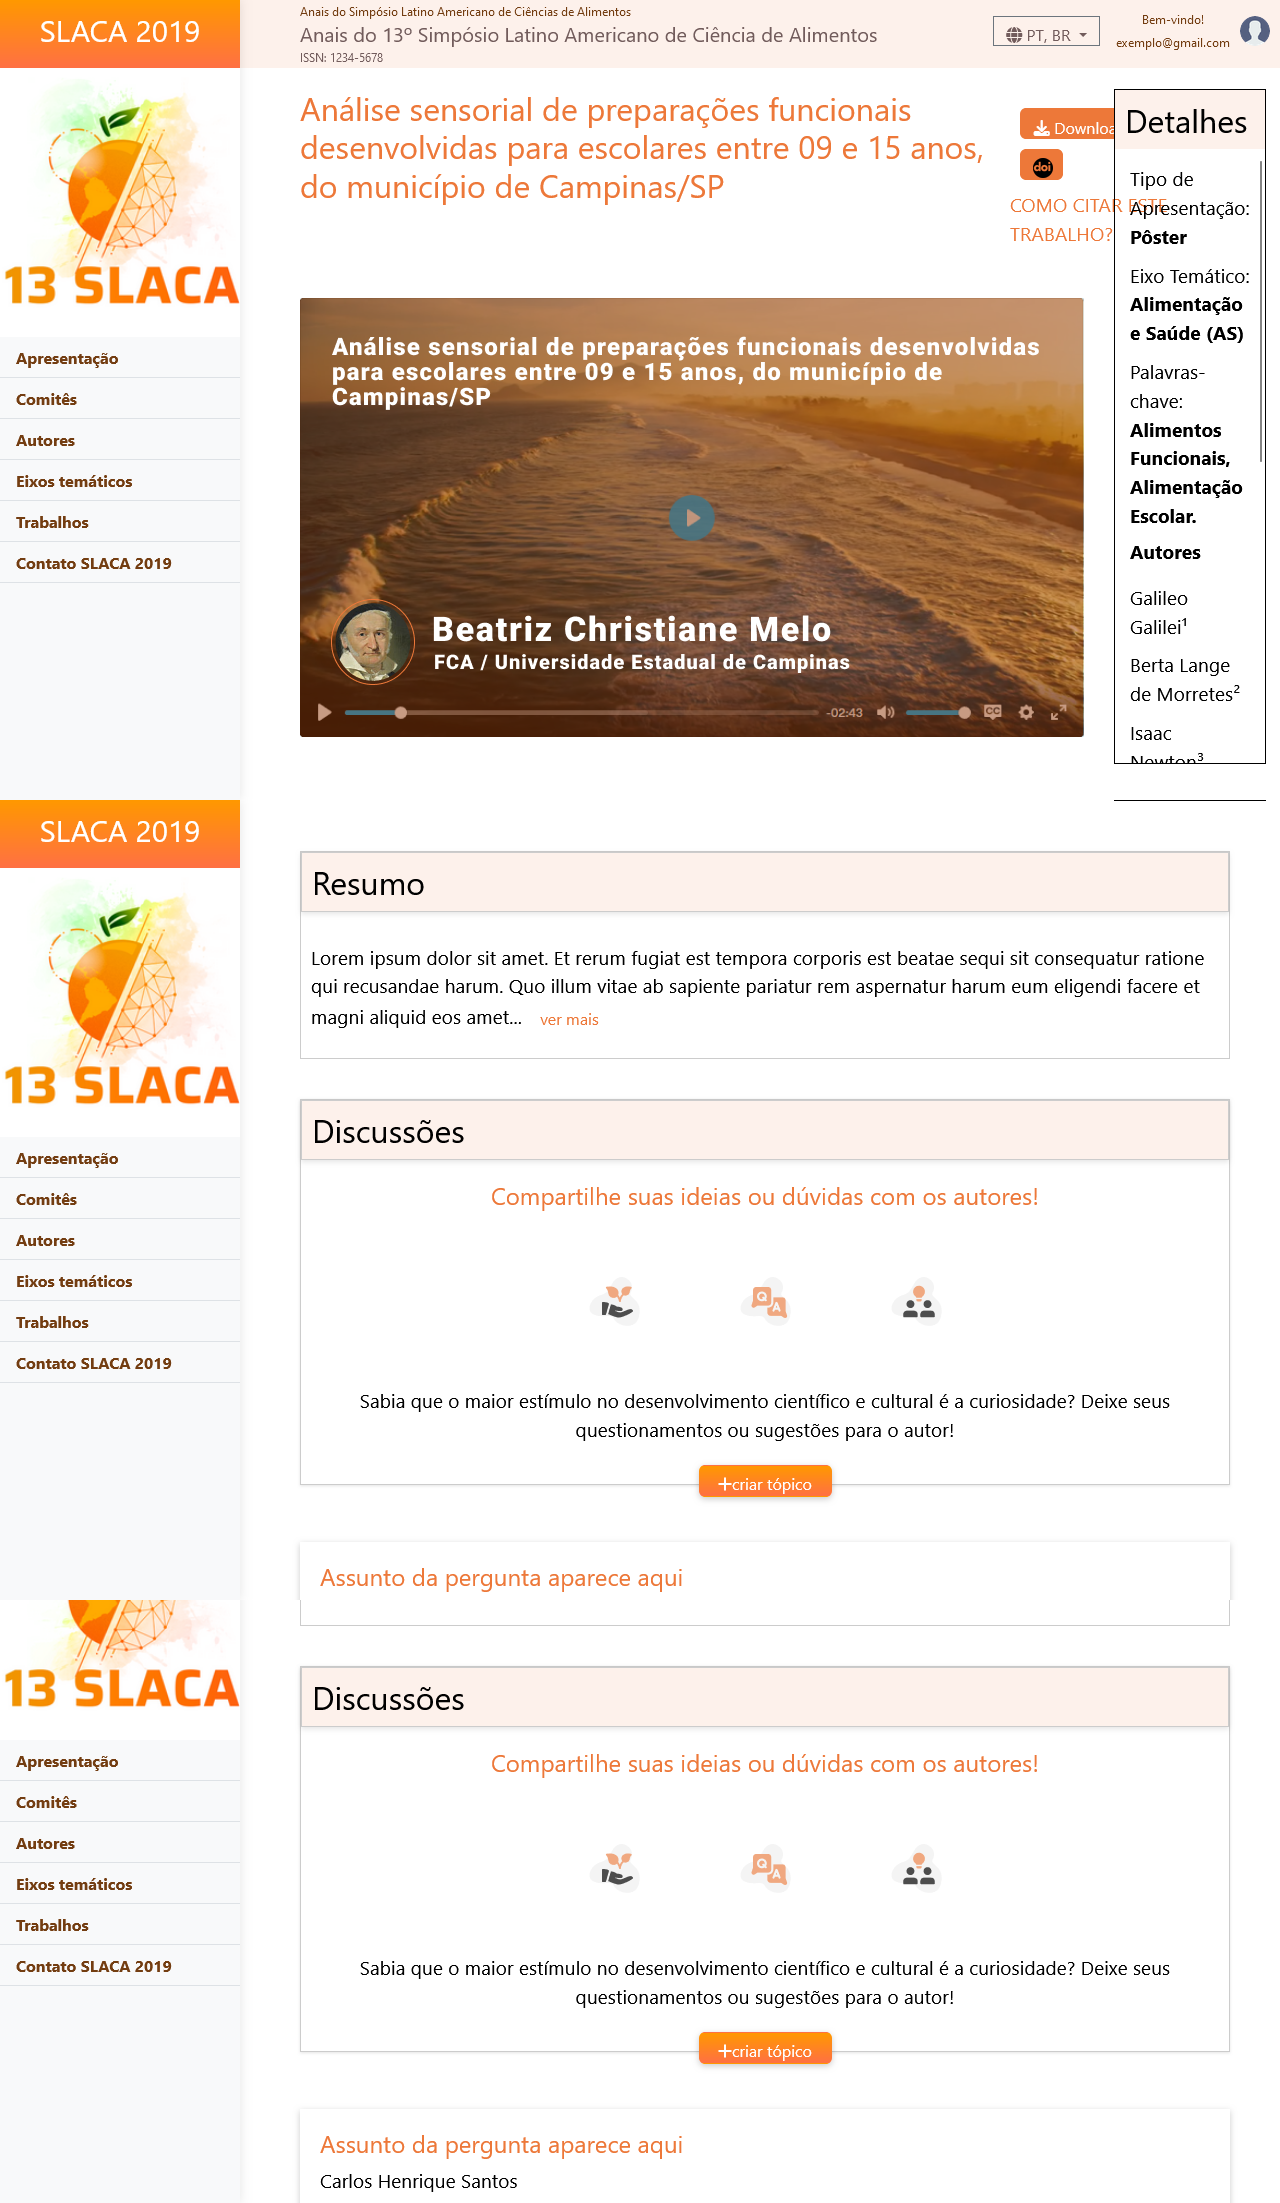 SLACA 2019
Anais do Simpósio Latino Americano de Ciências de Alimentos
Anais do 13º Simpósio Latino Americano de Ciência de Alimentos
ISSN: 1234-5678
PT, BR
Bem-vindo!
exemplo@gmail.com
13 SLACA
Apresentação
Comitês
Autores
Eixos temáticos
Trabalhos
Contato SLACA 2019
Análise sensorial de preparações funcionais
desenvolvidas para escolares entre 09 e 15 anos,
do município de Campinas/SP
Downloa
doi
COMO CITAR ESTE
TRABALHO?
Análise sensorial de preparações funcionais desenvolvidas
para escolares entre 09 e 15 anos, do município de
Campinas/SP
Beatriz Christiane Melo
FCA / Universidade Estadual de Campinas
-02:43
CC
Detalhes
Tipo de
Apresentação:
Pôster
Eixo Temático:
Alimentação
e Saúde (AS)
Palavras-
chave:
Alimentos
Funcionais,
Alimentação
Escolar.
Autores
Galileo
Galilei¹
Berta Lange
de Morretes²
Isaac
Newton³
SLACA 2019
13 SLACA
Apresentação
Comitês
Autores
Eixos temáticos
Trabalhos
Contato SLACA 2019
Resumo
Lorem ipsum dolor sit amet. Et rerum fugiat est tempora corporis est beatae sequi sit consequatur ratione
qui recusandae harum. Quo illum vitae ab sapiente pariatur rem aspernatur harum eum eligendi facere et
magni aliquid eos amet... ver mais
Discussões
Compartilhe suas ideias ou dúvidas com os autores!
Q
A
Sabia que o maior estímulo no desenvolvimento científico e cultural é a curiosidade? Deixe seus
questionamentos ou sugestões para o autor!
+criar tópico
Assunto da pergunta aparece aqui
13 SLACA
Apresentação
Comitês
Autores
Eixos temáticos
Trabalhos
Contato SLACA 2019
Discussões
Compartilhe suas ideias ou dúvidas com os autores!
Q
A
Sabia que o maior estímulo no desenvolvimento científico e cultural é a curiosidade? Deixe seus
questionamentos ou sugestões para o autor!
+criar tópico
Assunto da pergunta aparece aqui
Carlos Henrique Santos